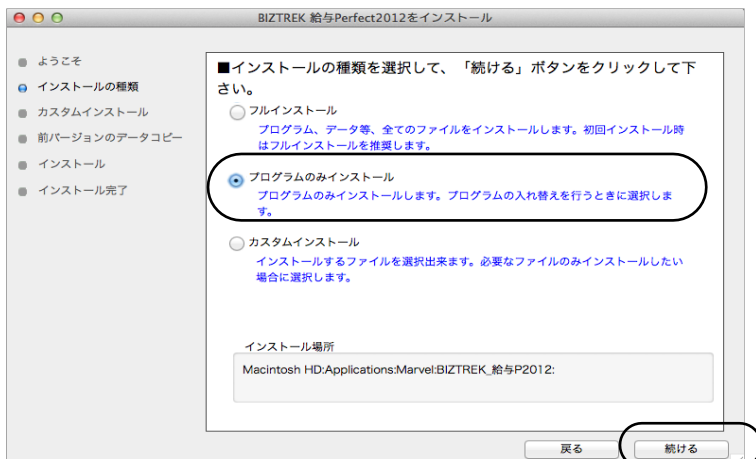 BIZTREK 給与Perfect2012をインストール
ようこそ
インストールの種類
カスタムインストール
前バージョンのデータコピー
インストール
インストール完了
■インストールの種類を選択して、「続ける」ボタンをクリックして下
さい。
フルインストール
プログラム、データ等、全てのファイルをインストールします。初回インストール時
はフルインストールを推奨します。
プログラムのみインストール
プログラムのみインストールします。プログラムの入れ替えを行うときに選択しま
す。
カスタムインストール
インストールするファイルを選択出来ます。必要なファイルのみインストールしたい
場合に選択します。
インストール場所
Macintosh HD:Applications:Marvel:BIZTREK_給与P2012:
戻る
続ける